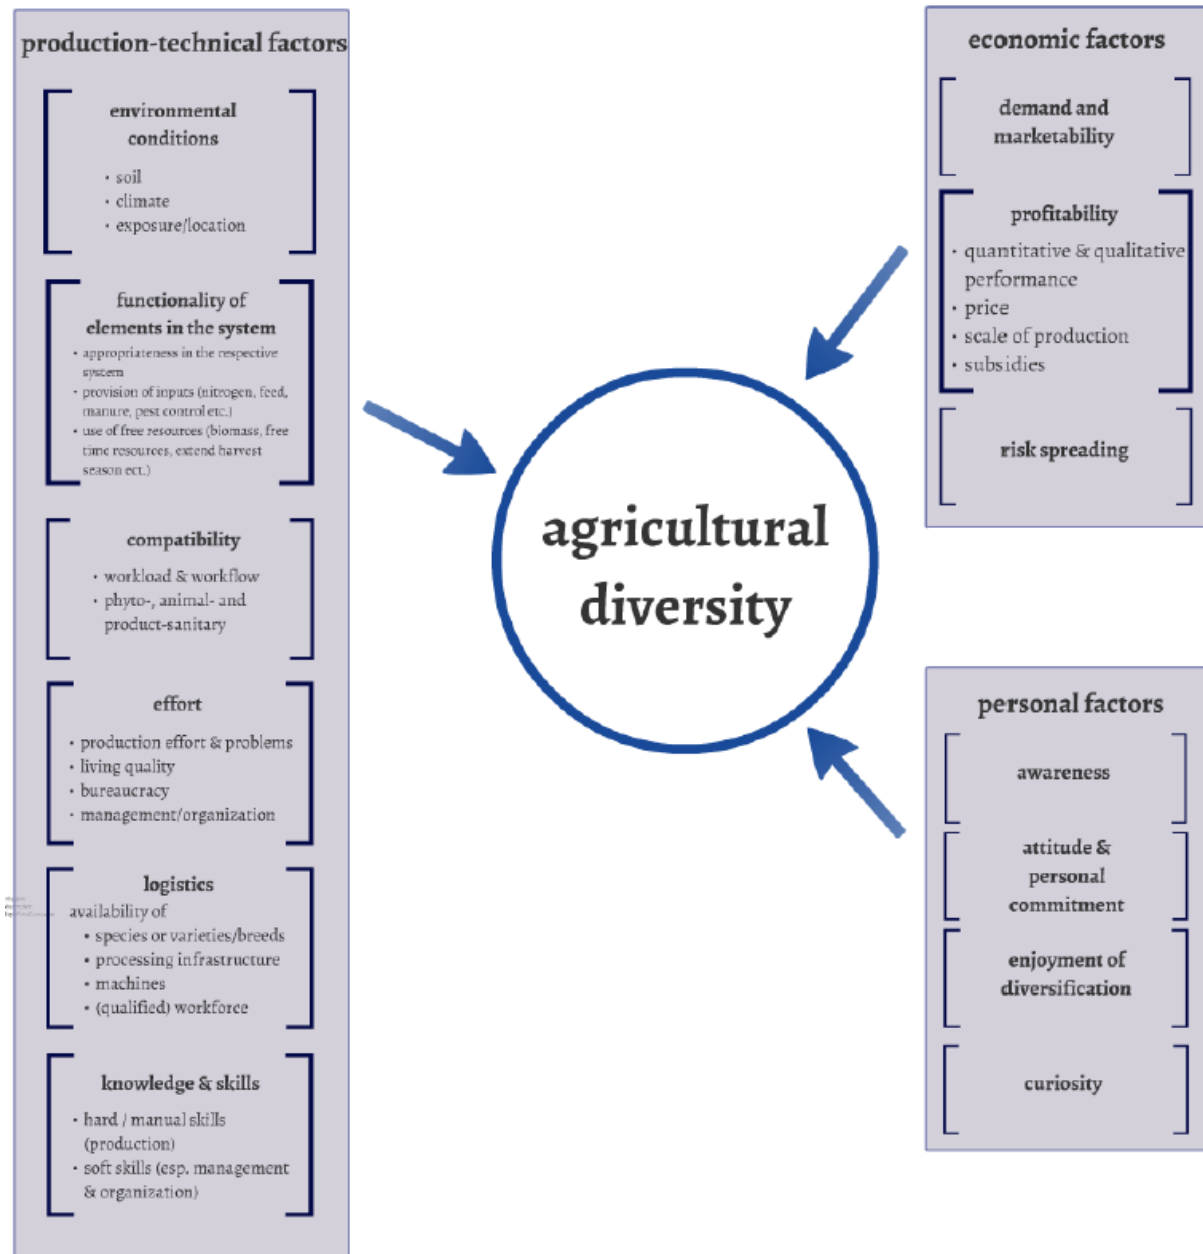 production-technical factors
environmental
conditions
• soil
• climate
• exposure/location
functionality of
elements in the system
• appropriateness in the respective
system
• provision of inputs (nitrogen, feed,
manure, pest control etc.)
• use of free resources (biomass, free
time resources, extend harvest
season ect.)
compatibility
• workload & workflow
• phyto-, animal- and
product-sanitary
effort
• production effort & problems
• living quality
• bureaucracy
• management/organization
logistics
availability of
• species or varieties/breeds
• processing infrastructure
• machines
• (qualified) workforce
knowledge & skills
• hard / manual skills
(production)
• soft skills (esp. management
& organization)
agricultural
diversity
economic factors
demand and
marketability
profitability
• quantitative & qualitative
performance
• price
• scale of production
• subsidies
risk spreading
personal factors
awareness
attitude &
personal
commitment
enjoyment of
diversification
curiosity